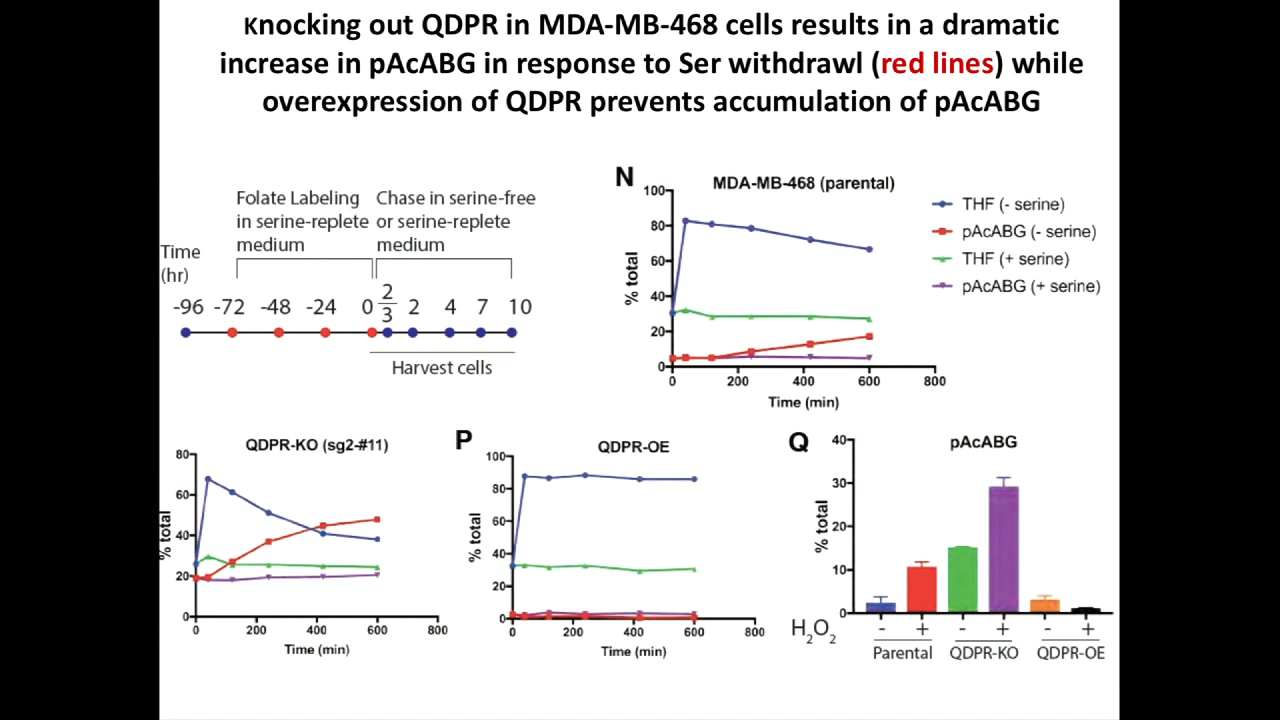 Knocking out QDPR in MDA-MB-468 cells results in a dramatic
increase in pAcABG in response to Ser withdrawl (red lines) while
overexpression of QDPR prevents accumulation of pAcABG
Folate Labeling
in serine-replete
medium
Chase in serine-free
or serine-replete
medium
Time
(hr)
-96 -72 -48 -24 0 2/3 2 4 7 10
Harvest cells
N
MDA-MB-468 (parental)
% total
100
80
60
40
20
0
0 200 400 600 800
Time (min)
THF (- serine)
pAcABG (- serine)
THF (+ serine)
pAcABG (+ serine)
QDPR-KO (sg2-#11)
% total
80
60
40
20
0
0 200 400 600 800
Time (min)
P
QDPR-OE
% total
100
80
60
40
20
0
0 200 400 600 800
Time (min)
Q
pAcABG
% total
40
30
20
10
0
H2O2 - + - + - +
Parental QDPR-KO QDPR-OE